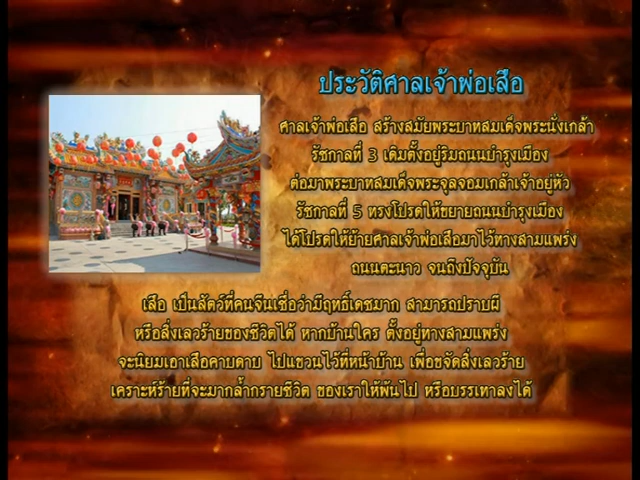 ประวัติศาลเจ้าพ่อเสือ
ศาลเจ้าพ่อเสือ สร้างสมัยพระบาทสมเด็จพระนั่งเกล้า
รัชกาลที่ 3 เดิมตั้งอยู่ริมถนนบำรุงเมือง
ต่อมาพระบาทสมเด็จพระจุลจอมเกล้าเจ้าอยู่หัว
รัชกาลที่ 5 ทรงโปรดให้ขยายถนนบำรุงเมือง
ได้โปรดให้ย้ายศาลเจ้าพ่อเสือมาไว้ทางสามแพร่ง
ถนนตะนาว จนถึงปัจจุบัน
เสือ เป็นสัตว์ที่คนจีนเชื่อว่ามีฤทธิ์เดชมาก สามารถปราบผี
หรือสิ่งเลวร้ายของชีวิตได้ หากบ้านใคร ตั้งอยู่ทางสามแพร่ง
จะนิยมเอาเสือคาบดาบ ไปแขวนไว้ที่หน้าบ้าน เพื่อขจัดสิ่งเลวร้าย
เคราะห์ร้ายที่จะมากล้ำกรายชีวิต ของเราให้พ้นไป หรือบรรเทาลงได้